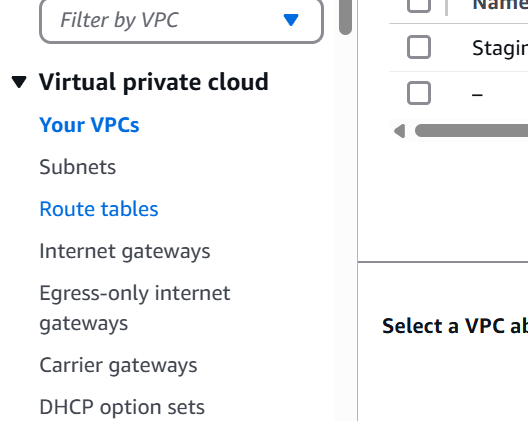 Filter by VPC
Virtual private cloud
Your VPCs
Subnets
Route tables
Internet gateways
Egress-only internet
gateways
Carrier gateways
DHCP option sets
Name
Stagin
–
Select a VPC ab